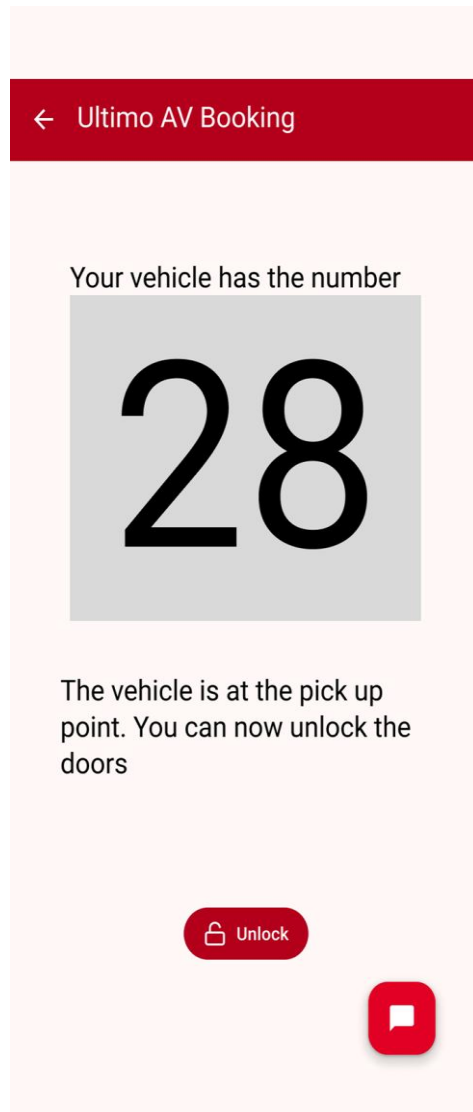 Ultimo AV Booking
Your vehicle has the number
28
The vehicle is at the pick up
point. You can now unlock the
doors
Unlock